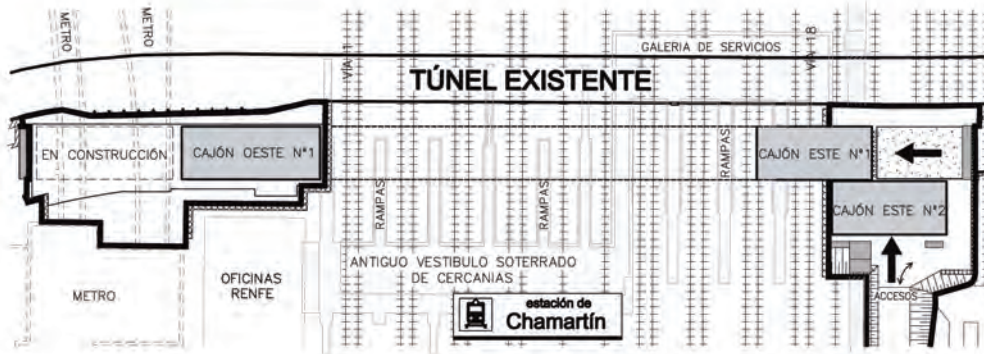 METRO
METRO
VÍA 1
GALERIA DE SERVICIOS
VÍA 18
TÚNEL EXISTENTE
EN CONSTRUCCIÓN
CAJÓN OESTE Nº1
RAMPAS
CAJÓN ESTE Nº1
RAMPAS
RAMPAS
CAJÓN ESTE Nº2
ANTIGUO VESTIBULO SOTERRADO
DE CERCANIAS
METRO
OFICINAS
RENFE
estación de
Chamartín
ACCESOS